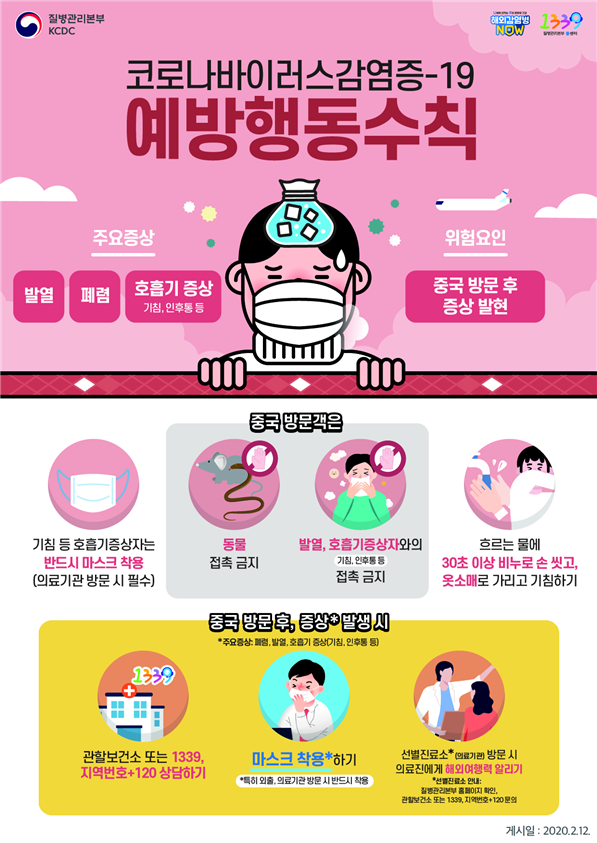 질병관리본부
KCDC
해외감염병
NOW
1339
질병관리본부 콜센터
코로나바이러스감염증-19
예방행동수칙
주요증상
발열
폐렴
호흡기 증상
기침, 인후통 등
위험요인
중국 방문 후
증상 발현
중국 방문객은
기침 등 호흡기증상자는
반드시 마스크 착용
(의료기관 방문 시 필수)
동물
접촉 금지
발열, 호흡기증상자와의
기침, 인후통 등
접촉 금지
흐르는 물에
30초 이상 비누로 손 씻고,
옷소매로 가리고 기침하기
중국 방문 후, 증상* 발생 시
*주요증상: 폐렴, 발열, 호흡기 증상(기침, 인후통 등)
1339
관할보건소 또는 1339,
지역번호+120 상담하기
마스크 착용*하기
*특히 외출, 의료기관 방문 시 반드시 착용
선별진료소* (의료기관) 방문 시
의료진에게 해외여행력 알리기
*선별진료소 안내:
질병관리본부 홈페이지 확인,
관할보건소 또는 1339, 지역번호+120 문의
게시일 : 2020.2.12.